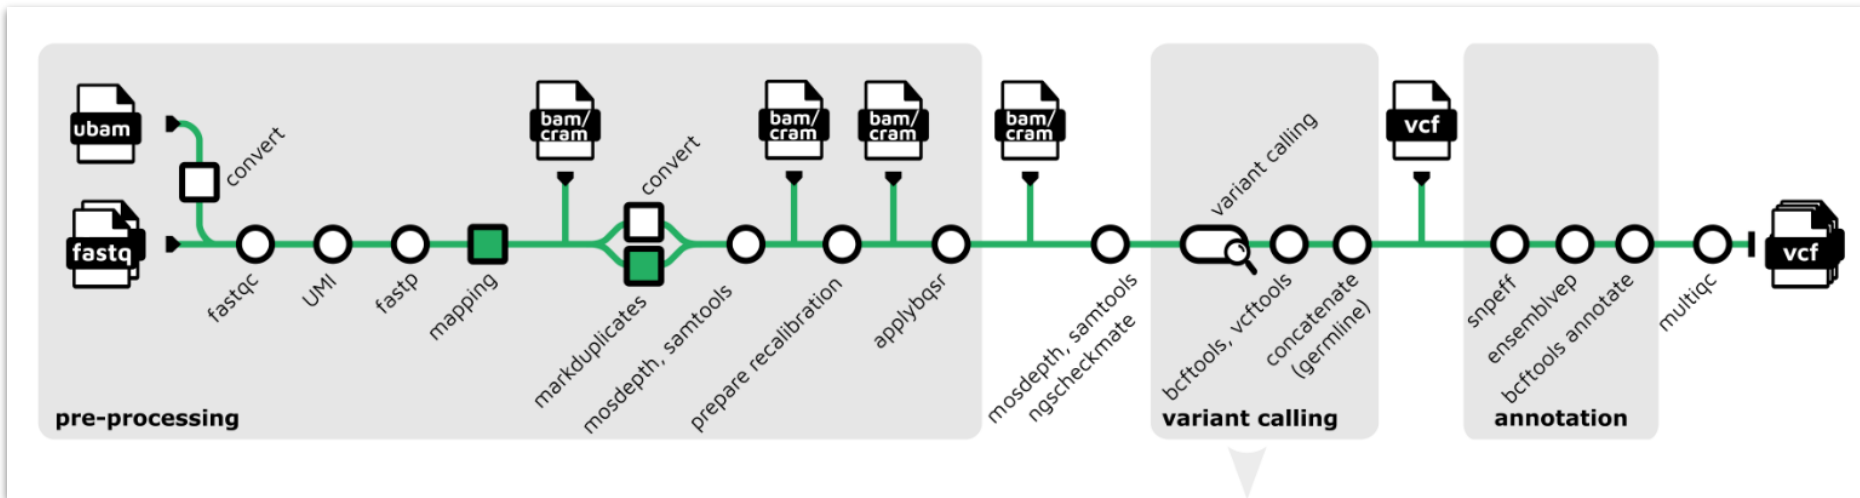 ubam
convert
fastq
fastqc
UMI
fastp
mapping
bam/
cram
convert
markduplicates
mosdepth, samtools
bam/
cram
prepare recalibration
bam/
cram
applybqsr
pre-processing
bam/
cram
mosdepth, samtools
ngscheckmate
variant calling
bcftools, vcftools
concatenate
(germline)
variant calling
vcf
snpeff
ensemblvep
bcftools annotate
annotation
multiqc
vcf